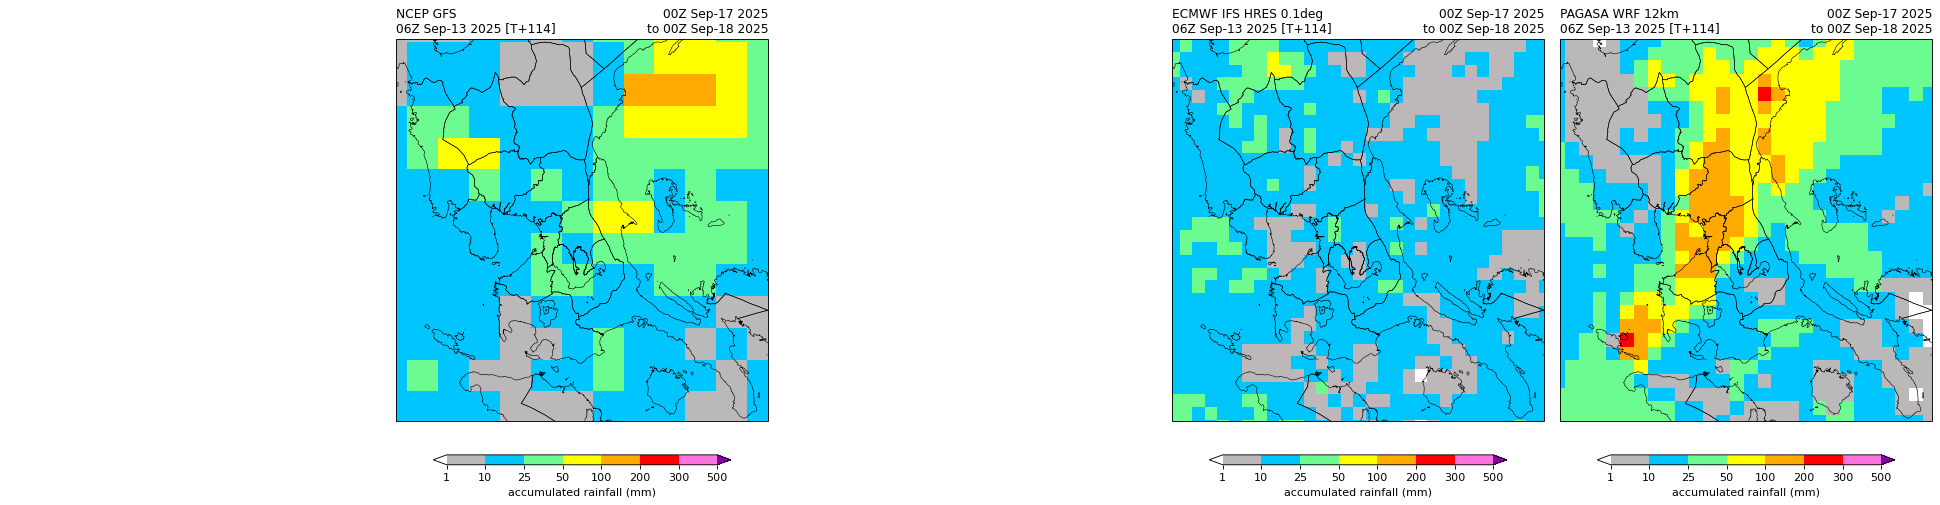 NCEP GFS 00Z Sep-17 2025
06Z Sep-13 2025 [T+114] to 00Z Sep-18 2025
1 10 25 50 100 200 300 500
accumulated rainfall (mm)
ECMWF IFS HRES 0.1deg 00Z Sep-17 2025
06Z Sep-13 2025 [T+114] to 00Z Sep-18 2025
1 10 25 50 100 200 300 500
accumulated rainfall (mm)
PAGASA WRF 12km 00Z Sep-17 2025
06Z Sep-13 2025 [T+114] to 00Z Sep-18 2025
1 10 25 50 100 200 300 500
accumulated rainfall (mm)